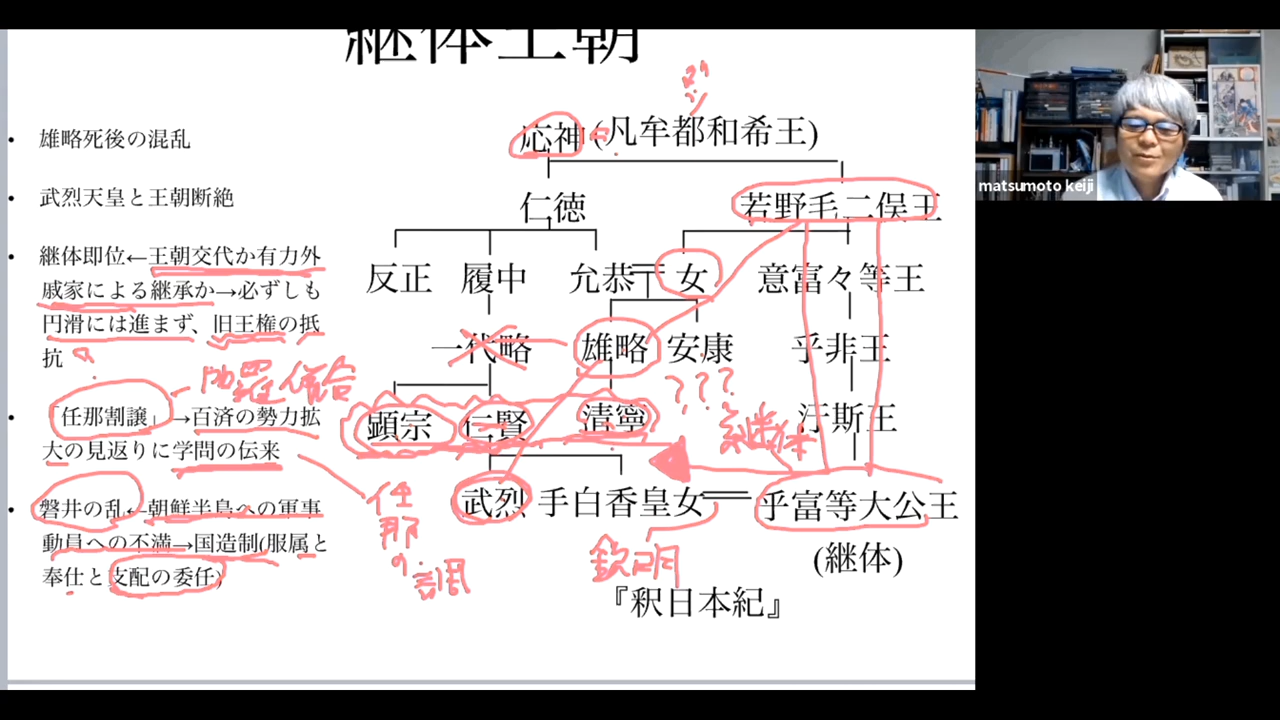 継体王朝
• 雄略死後の混乱
• 武烈天皇と王朝断絶
• 継体即位←王朝交代か有力外
戚家による継承か→必ずしも
円滑には進まず、旧王権の抵
抗
• 「任那割譲」→百済の勢力拡
大の見返りに学問の伝来
• 磐井の乱←朝鮮半島への軍事
動員への不満→国造制(服属と
奉仕と支配の委任)
応神 (凡牟都和希王)
仁徳 若野毛二俣王
反正 履中 允恭 女 意富々等王
一代略 雄略 安康 乎非王
???
顕宗 仁賢 清寧 汙斯王
継体
武烈 手白香皇女 乎富等大公王
(継体)
『釈日本紀』
併合
任
那
の
調
欽明
matsumoto keiji